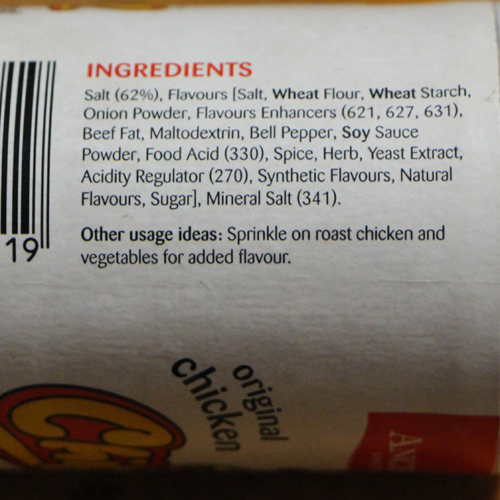 INGREDIENTS
Salt (62%), Flavours [Salt, Wheat Flour, Wheat Starch,
Onion Powder, Flavours Enhancers (621, 627, 631),
Beef Fat, Maltodextrin, Bell Pepper, Soy Sauce
Powder, Food Acid (330), Spice, Herb, Yeast Extract,
Acidity Regulator (270), Synthetic Flavours, Natural
Flavours, Sugar], Mineral Salt (341).
Other usage ideas: Sprinkle on roast chicken and
vegetables for added flavour.
19
original
chicken